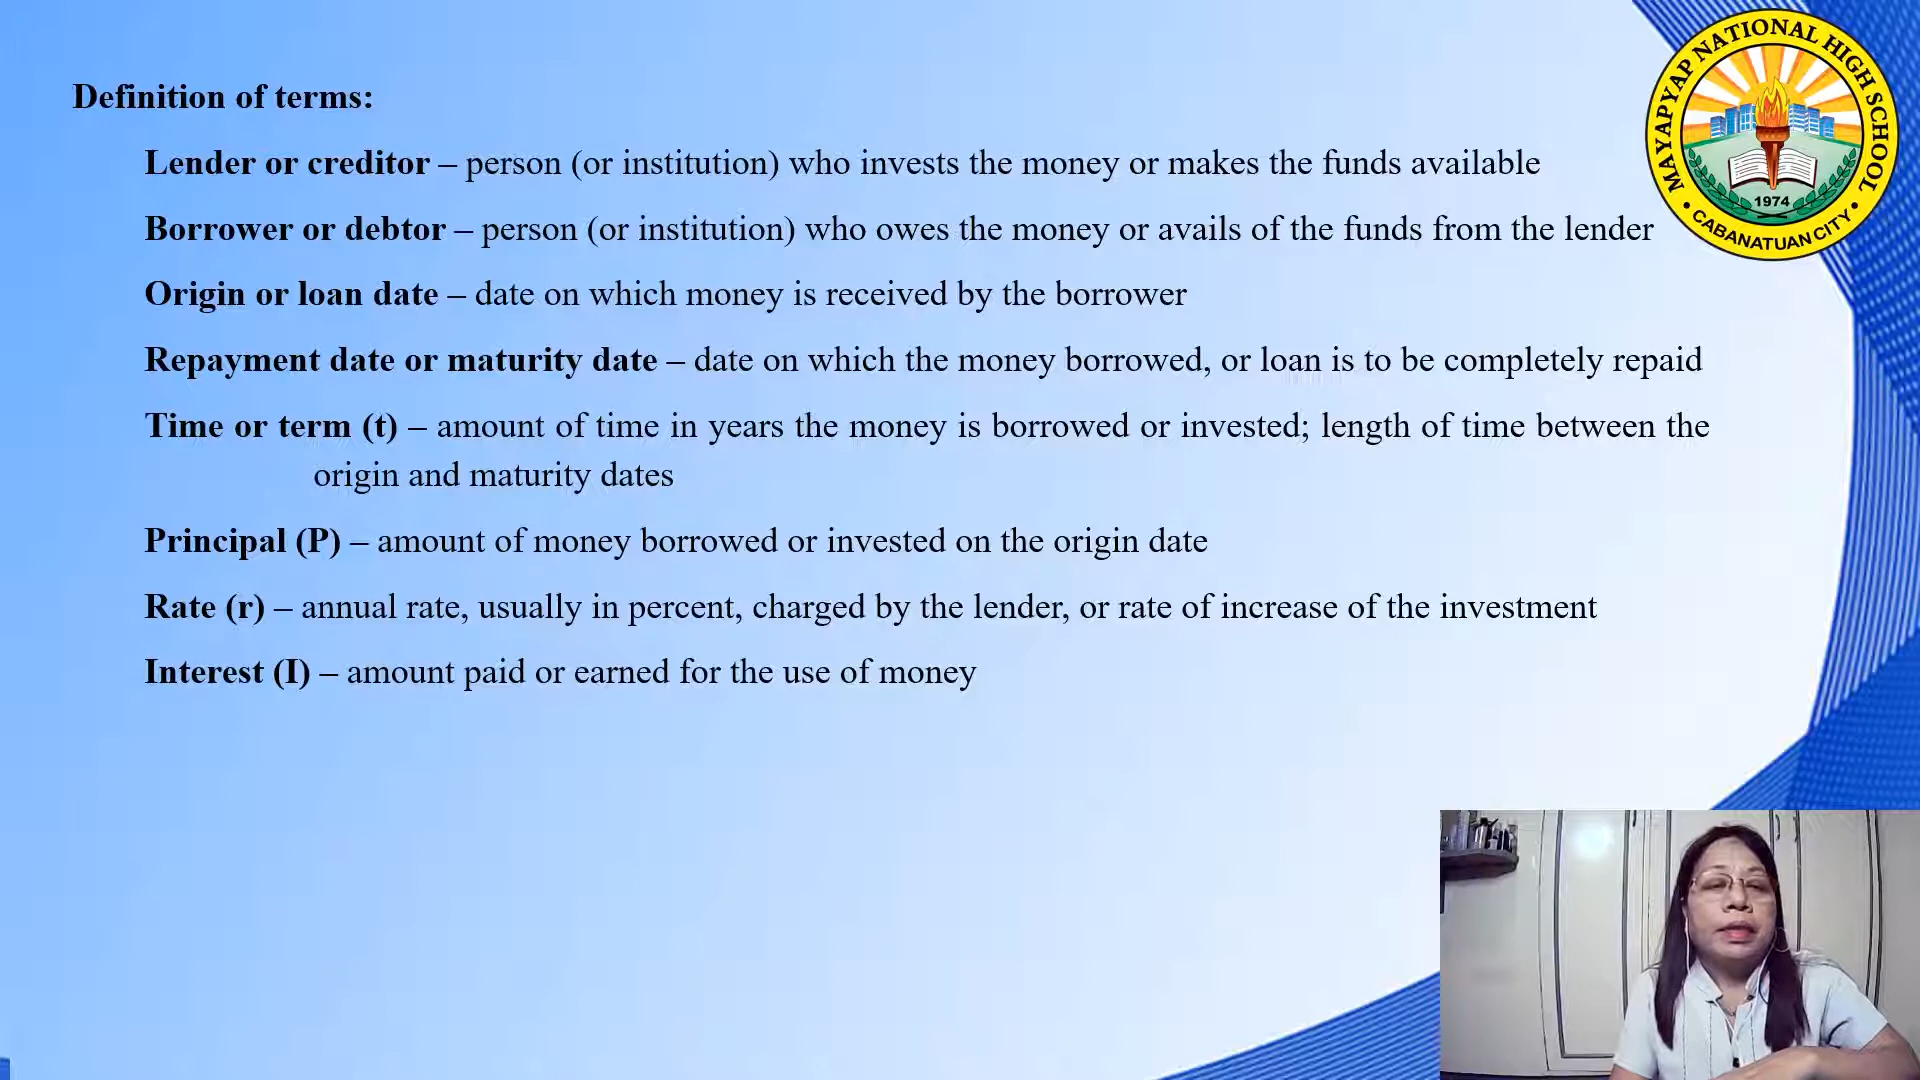 Definition of terms:
Lender or creditor – person (or institution) who invests the money or makes the funds available
Borrower or debtor – person (or institution) who owes the money or avails of the funds from the lender
Origin or loan date – date on which money is received by the borrower
Repayment date or maturity date – date on which the money borrowed, or loan is to be completely repaid
Time or term (t) – amount of time in years the money is borrowed or invested; length of time between the
origin and maturity dates
Principal (P) – amount of money borrowed or invested on the origin date
Rate (r) – annual rate, usually in percent, charged by the lender, or rate of increase of the investment
Interest (I) – amount paid or earned for the use of money
MAYAPYAP NATIONAL HIGH SCHOOL
1974
• CABANATUAN CITY •